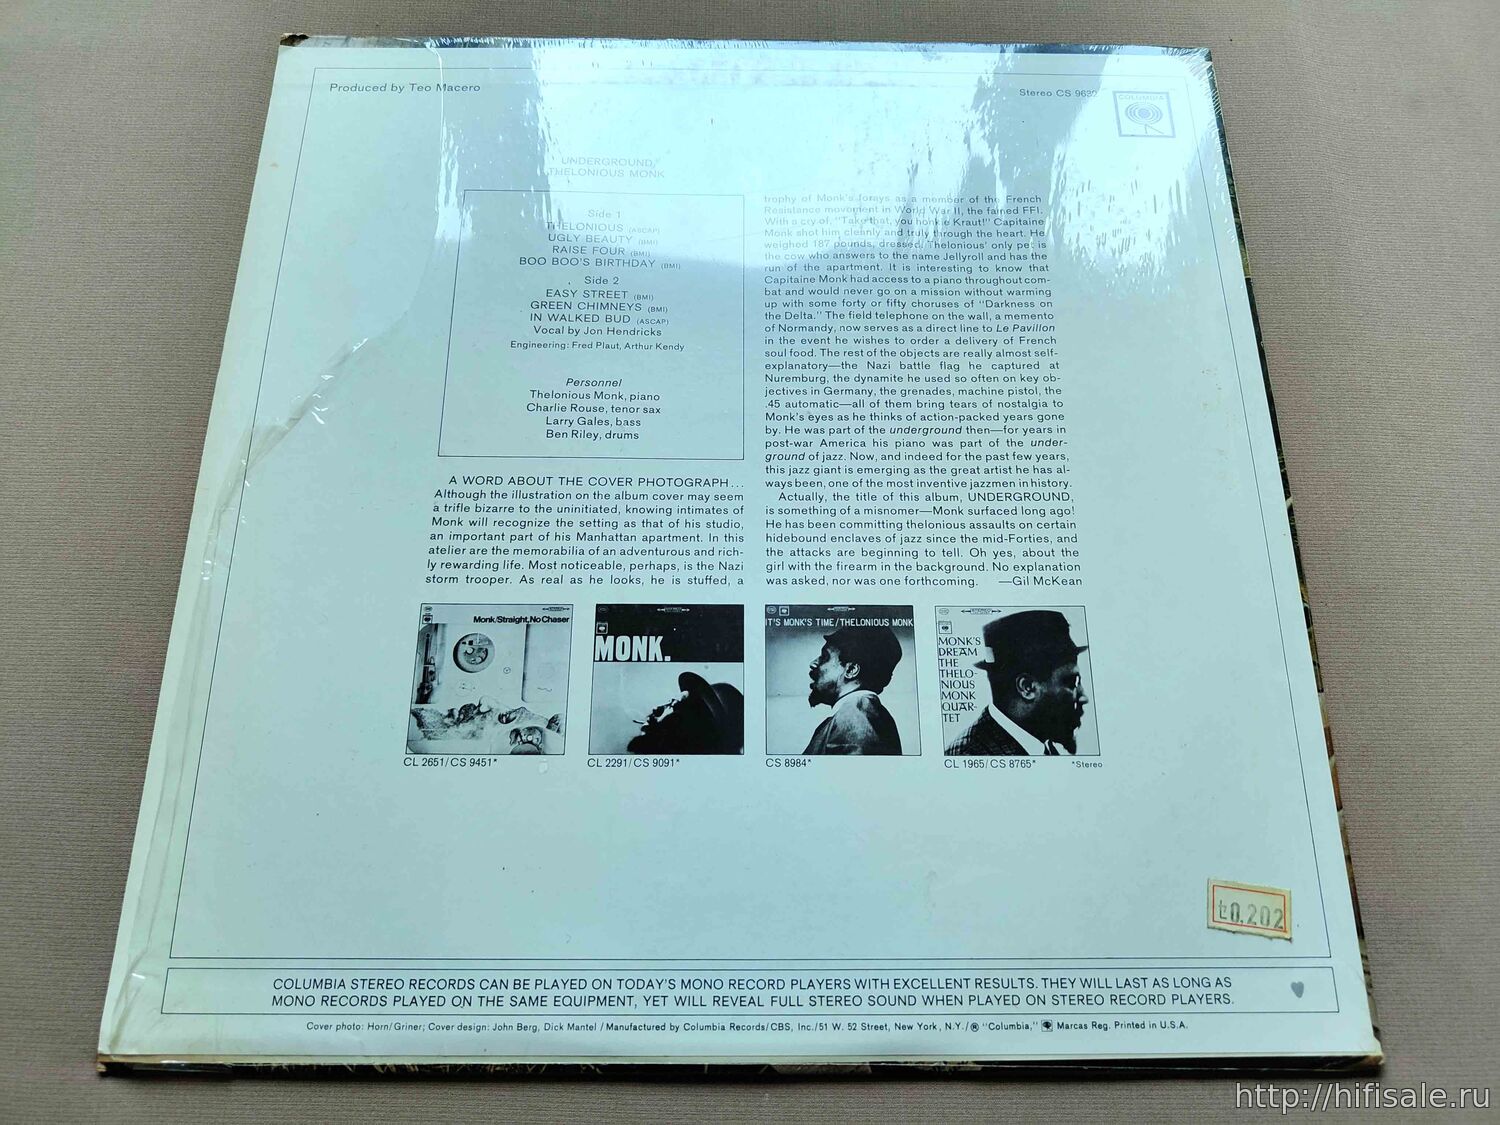 Produced by Teo Macero
Stereo CS 9632
COLUMBIA
UNDERGROUND/
THELONIOUS MONK
Side 1
THELONIOUS (ASCAP)
UGLY BEAUTY (BMI)
RAISE FOUR (BMI)
BOO BOO'S BIRTHDAY (BMI)
Side 2
EASY STREET (BMI)
GREEN CHIMNEYS (BMI)
IN WALKED BUD (ASCAP)
Vocal by Jon Hendricks
Engineering: Fred Plaut, Arthur Kendy
Personnel
Thelonious Monk, piano
Charlie Rouse, tenor sax
Larry Gales, bass
Ben Riley, drums
A WORD ABOUT THE COVER PHOTOGRAPH...
Although the illustration on the album cover may seem
a trifle bizarre to the uninitiated, knowing intimates of
Monk will recognize the setting as that of his studio,
an important part of his Manhattan apartment. In this
atelier are the memorabilia of an adventurous and rich-
ly rewarding life. Most noticeable, perhaps, is the Nazi
storm trooper. As real as he looks, he is stuffed, a
trophy of Monk's forays as a member of the French
Resistance movement in World War II, the famed FFI.
With a cry of, "Take that, you honkie Kraut!" Capitaine
Monk shot him cleanly and truly through the heart. He
weighed 187 pounds, dressed. Thelonious' only pet is
the cow who answers to the name Jellyroll and has the
run of the apartment. It is interesting to know that
Capitaine Monk had access to a piano throughout com-
bat and would never go on a mission without warming
up with some forty or fifty choruses of "Darkness on
the Delta." The field telephone on the wall, a memento
of Normandy, now serves as a direct line to Le Pavillon
in the event he wishes to order a delivery of French
soul food. The rest of the objects are really almost self-
explanatory—the Nazi battle flag he captured at
Nuremburg, the dynamite he used so often on key ob-
jectives in Germany, the grenades, machine pistol, the
.45 automatic—all of them bring tears of nostalgia to
Monk's eyes as he thinks of action-packed years gone
by. He was part of the underground then—for years in
post-war America his piano was part of the under-
ground of jazz. Now, and indeed for the past few years,
this jazz giant is emerging as the great artist he has al-
ways been, one of the most inventive jazzmen in history.
Actually, the title of this album, UNDERGROUND,
is something of a misnomer—Monk surfaced long ago!
He has been committing thelonious assaults on certain
hidebound enclaves of jazz since the mid-Forties, and
the attacks are beginning to tell. Oh yes, about the
girl with the firearm in the background. No explanation
was asked, nor was one forthcoming. —Gil McKean
Monk/Straight, No Chaser
MONK.
IT'S MONK'S TIME/THELONIOUS MONK
MONK'S
DREAM
THE
THELO-
NIOUS
MONK
QUAR-
TET
CL 2651/CS 9451*
CL 2291/CS 9091*
CS 8984*
CL 1965/CS 8765*
*Stereo
0.202
COLUMBIA STEREO RECORDS CAN BE PLAYED ON TODAY'S MONO RECORD PLAYERS WITH EXCELLENT RESULTS. THEY WILL LAST AS LONG AS
MONO RECORDS PLAYED ON THE SAME EQUIPMENT, YET WILL REVEAL FULL STEREO SOUND WHEN PLAYED ON STEREO RECORD PLAYERS.
Cover photo: Horn/Griner; Cover design: John Berg, Dick Mantel / Manufactured by Columbia Records/CBS, Inc./51 W. 52 Street, New York, N.Y./® "Columbia," Marcas Reg. Printed in U.S.A.
http://hifisale.ru